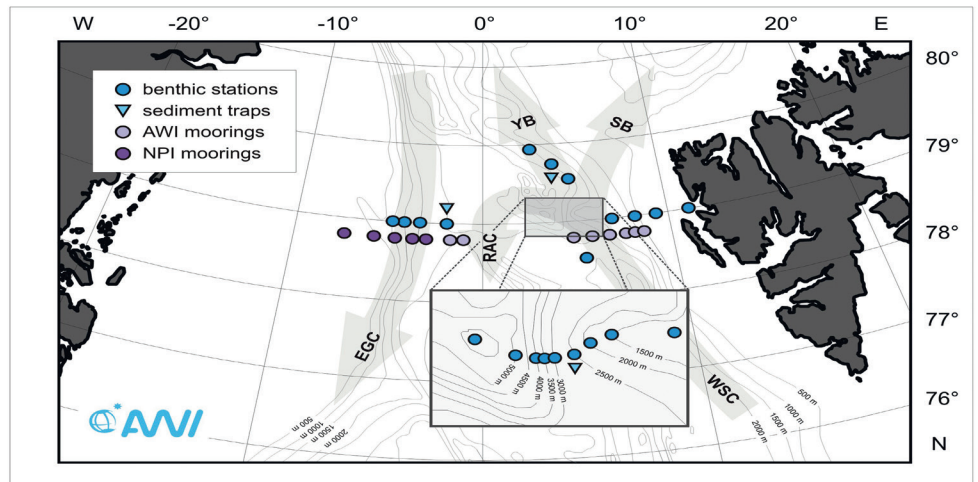 W -10° 0° 10° 20° E
80°
79°
78°
77°
76°
N
benthic stations
sediment traps
AWI moorings
NPI moorings
YB
SB
RAC
EGC
WSC
5000 m
4500 m
4000 m
3500 m
3000 m
2500 m
2000 m
1500 m
500 m
1000 m
1500 m
2000 m
500 m
1000 m
1500 m
2000 m
AWI